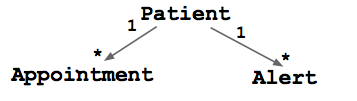 Patient
1 1
* *
Appointment Alert